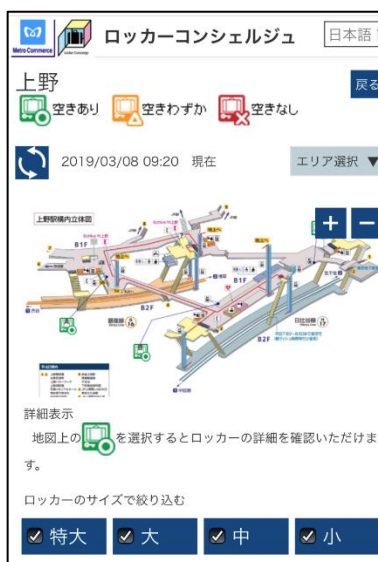 Metro Commerce
ロッカーコンシェルジュ
日本語
上野
戻る
空きあり
空きわずか
空きなし
2019/03/08 09:20 現在
エリア選択 ▼
上野駅構内立体図
B1F
B1F
B2F
銀座線
16
B2F
日比谷線
17
詳細表示
地図上の を選択するとロッカーの詳細を確認いただけま
す。
ロッカーのサイズで絞り込む
特大
大
中
小